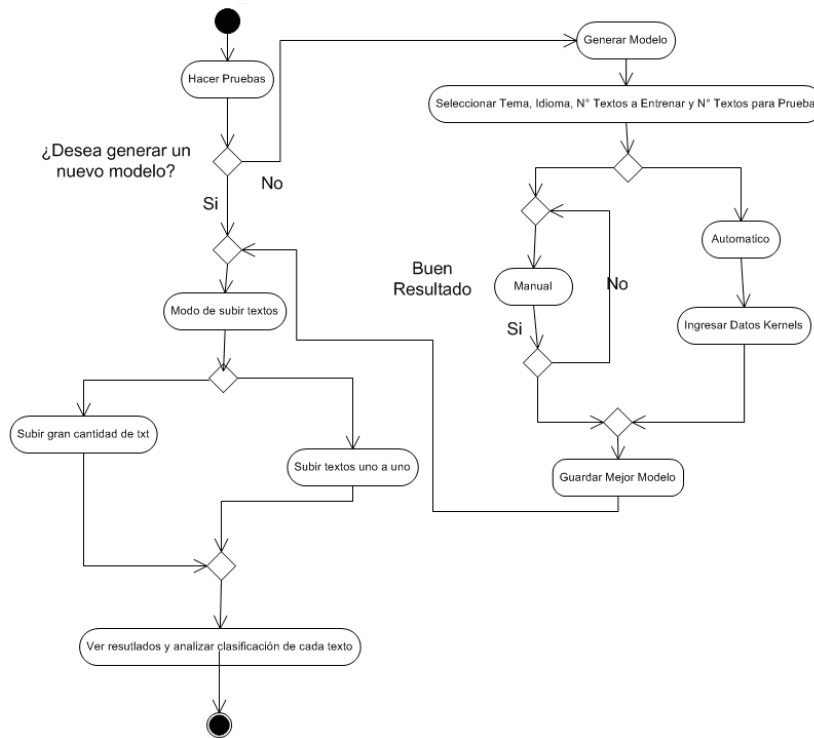 Hacer Pruebas
¿Desea generar un
nuevo modelo?
No
Si
Modo de subir textos
Subir gran cantidad de txt
Subir textos uno a uno
Ver resutlados y analizar clasificación de cada texto
Generar Modelo
Seleccionar Tema, Idioma, N° Textos a Entrenar y N° Textos para Prueba
Automatico
Buen
Resultado
Manual
No
Si
Ingresar Datos Kernels
Guardar Mejor Modelo